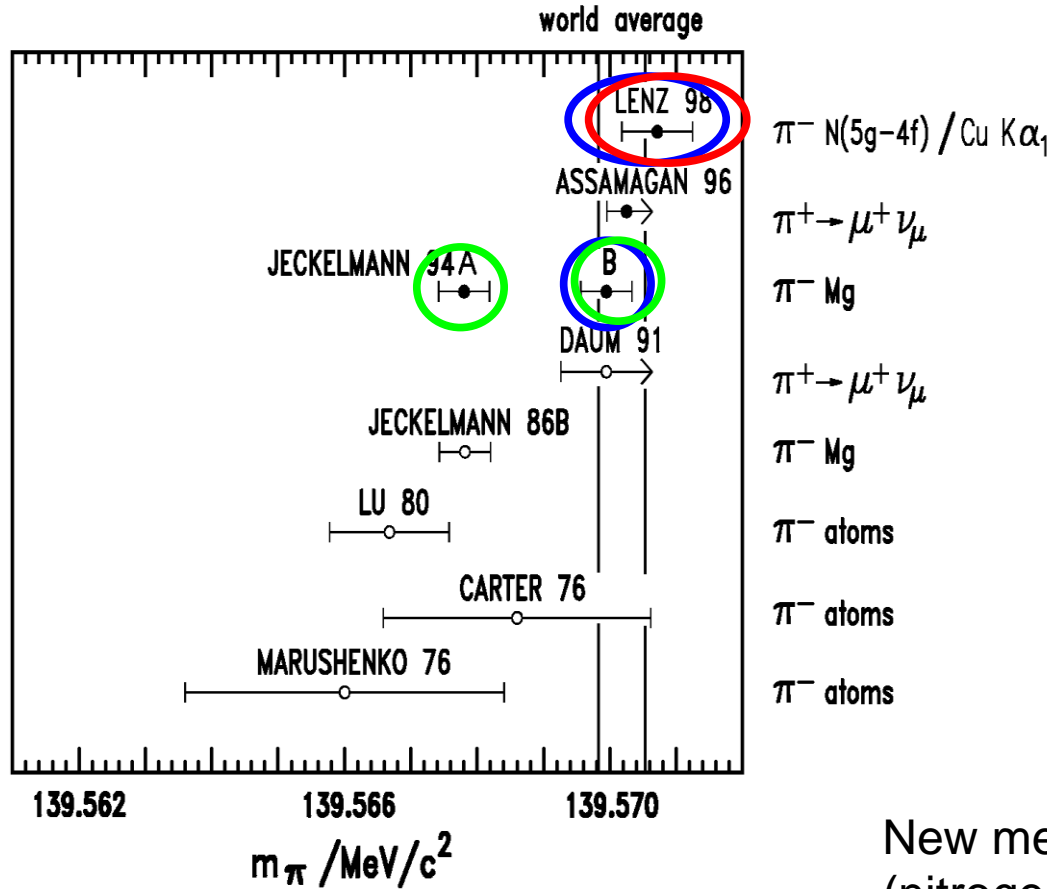 world average
LENZ 98
π⁻ N(5g-4f) / Cu Kα₁
ASSAMAGAN 96
π⁺→μ⁺ν_μ
JECKELMANN 94A
B
π⁻ Mg
DAUM 91
π⁺→μ⁺ν_μ
JECKELMANN 86B
π⁻ Mg
LU 80
π⁻ atoms
CARTER 76
π⁻ atoms
MARUSHENKO 76
π⁻ atoms
139.562 139.566 139.570
m_π /MeV/c²
New me